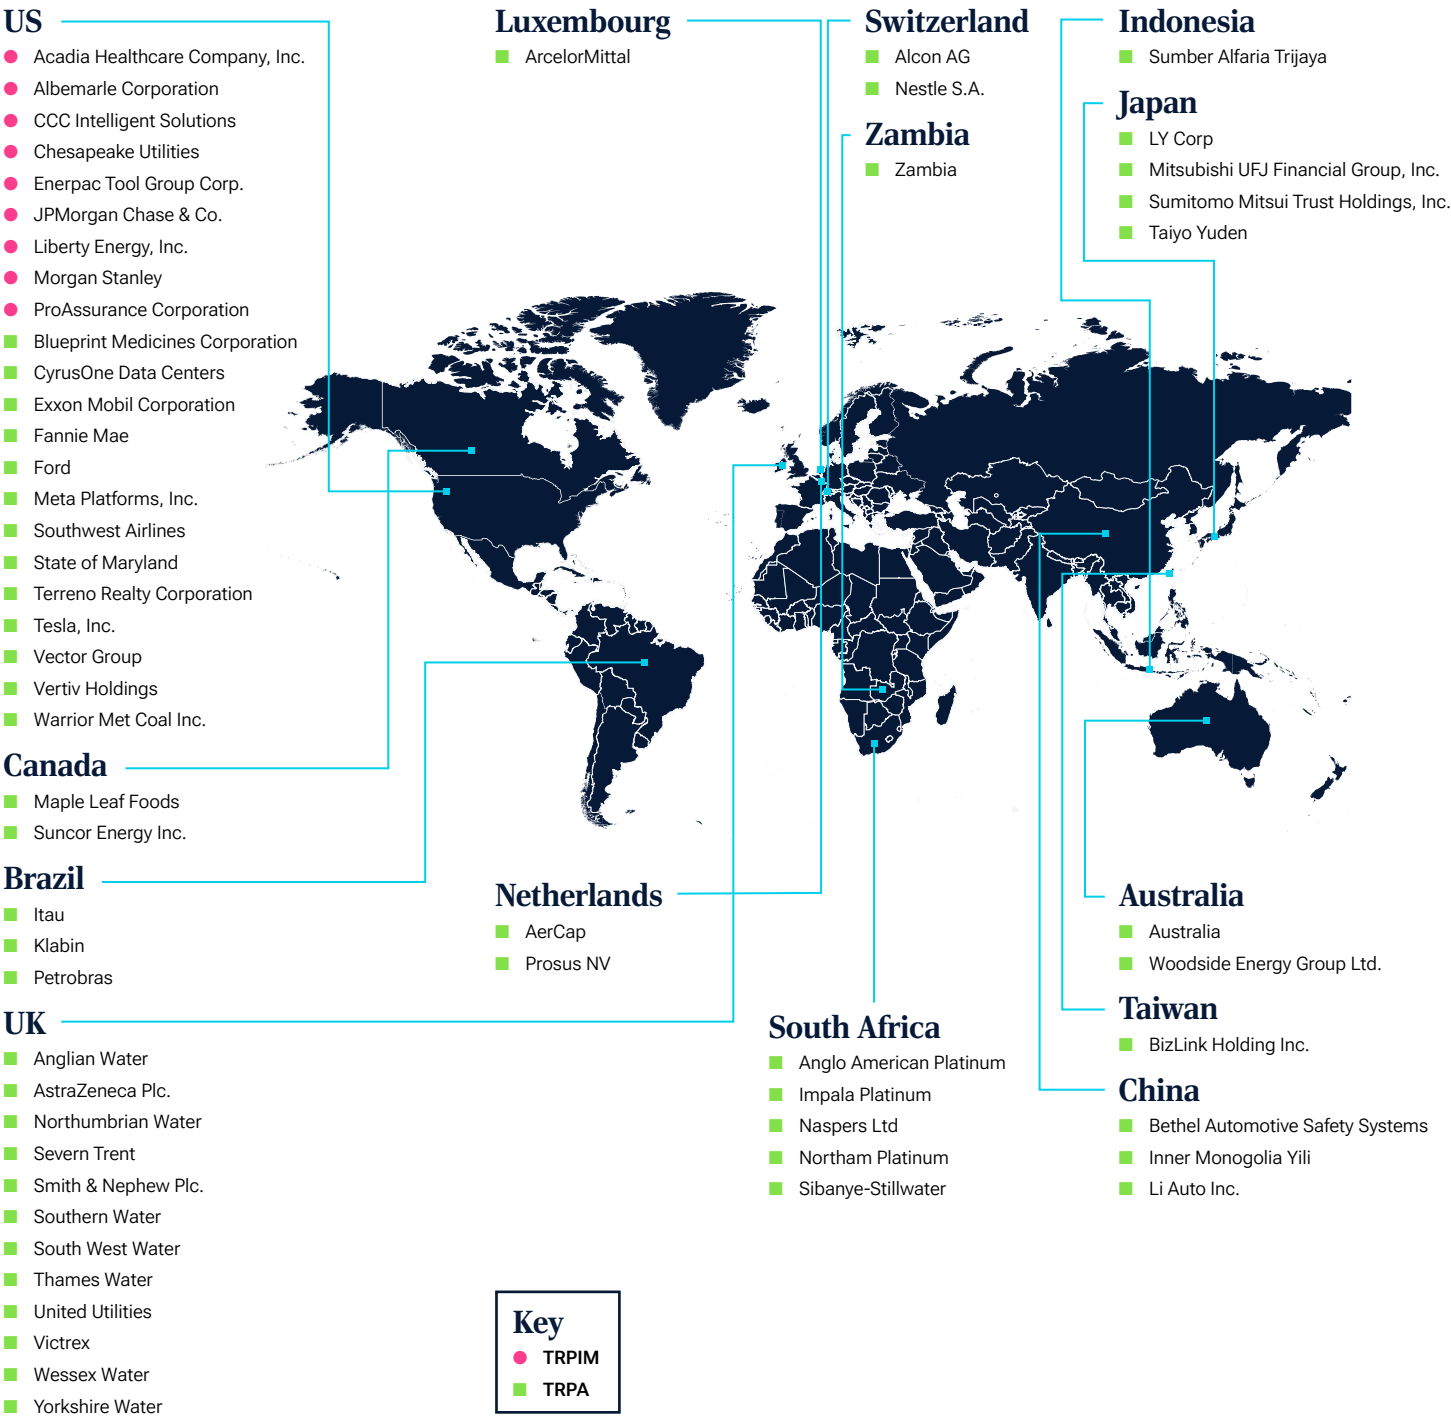 US
Acadia Healthcare Company, Inc.
Albemarle Corporation
CCC Intelligent Solutions
Chesapeake Utilities
Enerpac Tool Group Corp.
JPMorgan Chase & Co.
Liberty Energy, Inc.
Morgan Stanley
ProAssurance Corporation
Blueprint Medicines Corporation
CyrusOne Data Centers
Exxon Mobil Corporation
Fannie Mae
Ford
Meta Platforms, Inc.
Southwest Airlines
State of Maryland
Terreno Realty Corporation
Tesla, Inc.
Vector Group
Vertiv Holdings
Warrior Met Coal Inc.
Canada
Maple Leaf Foods
Suncor Energy Inc.
Brazil
Itau
Klabin
Petrobras
UK
Anglian Water
AstraZeneca Plc.
Northumbrian Water
Severn Trent
Smith & Nephew Plc.
Southern Water
South West Water
Thames Water
United Utilities
Victrex
Wessex Water
Yorkshire Water
Luxembourg
ArcelorMittal
Switzerland
Alcon AG
Nestle S.A.
Zambia
Zambia
Indonesia
Sumber Alfaria Trijaya
Japan
LY Corp
Mitsubishi UFJ Financial Group, Inc.
Sumitomo Mitsui Trust Holdings, Inc.
Taiyo Yuden
Netherlands
AerCap
Prosus NV
South Africa
Anglo American Platinum
Impala Platinum
Naspers Ltd
Northam Platinum
Sibanye-Stillwater
Australia
Australia
Woodside Energy Group Ltd.
Taiwan
BizLink Holding Inc.
China
Bethel Automotive Safety Systems
Inner Monogolia Yili
Li Auto Inc.
Key
TRPIM
TRPA